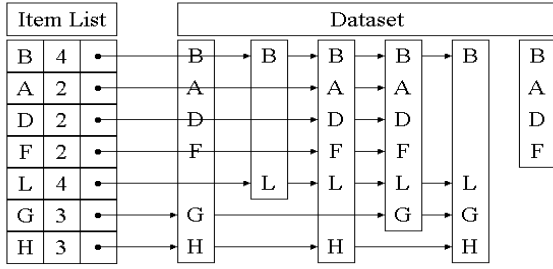 Item List Dataset
B 4 B B B B B B
A 2 A A A A
D 2 D D D D
F 2 F F F F
L 4 L L L L
G 3 G G G
H 3 H H H